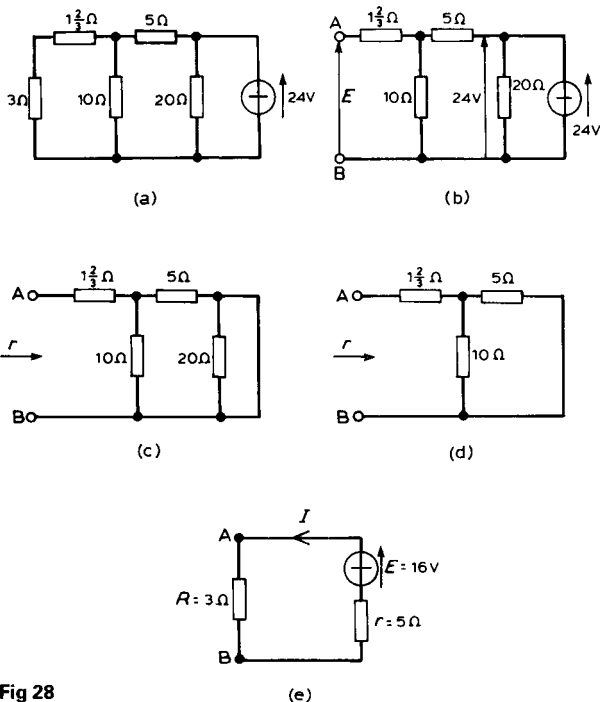 1⅔Ω 5Ω
3Ω 10Ω 20Ω 24V
(a)
A 1⅔Ω 5Ω
E 10Ω 24V 20Ω
24V
B
(b)
1⅔Ω 5Ω
A
r 10Ω 20Ω
B
(c)
1⅔Ω 5Ω
A
r 10Ω
B
(d)
I
A
E = 16V
R = 3Ω
r = 5Ω
B
Fig 28 (e)